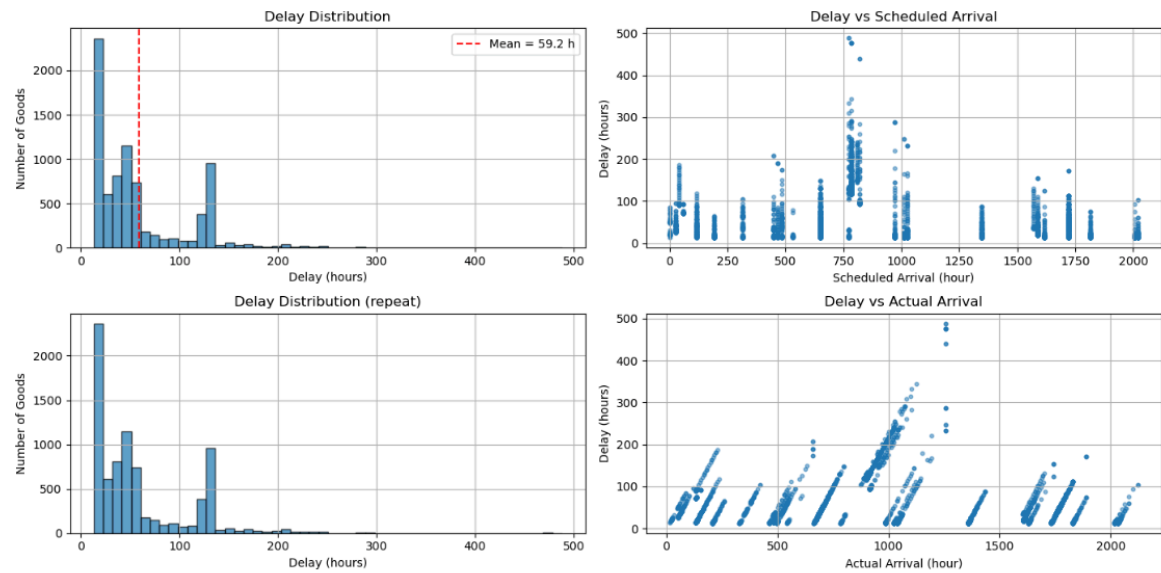 Delay Distribution
Number of Goods
2000
1500
1000
500
0
Mean = 59.2 h
0 100 200 300 400 500
Delay (hours)
Delay vs Scheduled Arrival
Delay (hours)
500
400
300
200
100
0
0 250 500 750 1000 1250 1500 1750 2000
Scheduled Arrival (hour)
Delay Distribution (repeat)
Number of Goods
2000
1500
1000
500
0
0 100 200 300 400 500
Delay (hours)
Delay vs Actual Arrival
Delay (hours)
500
400
300
200
100
0
500 1000 1500 2000
Actual Arrival (hour)